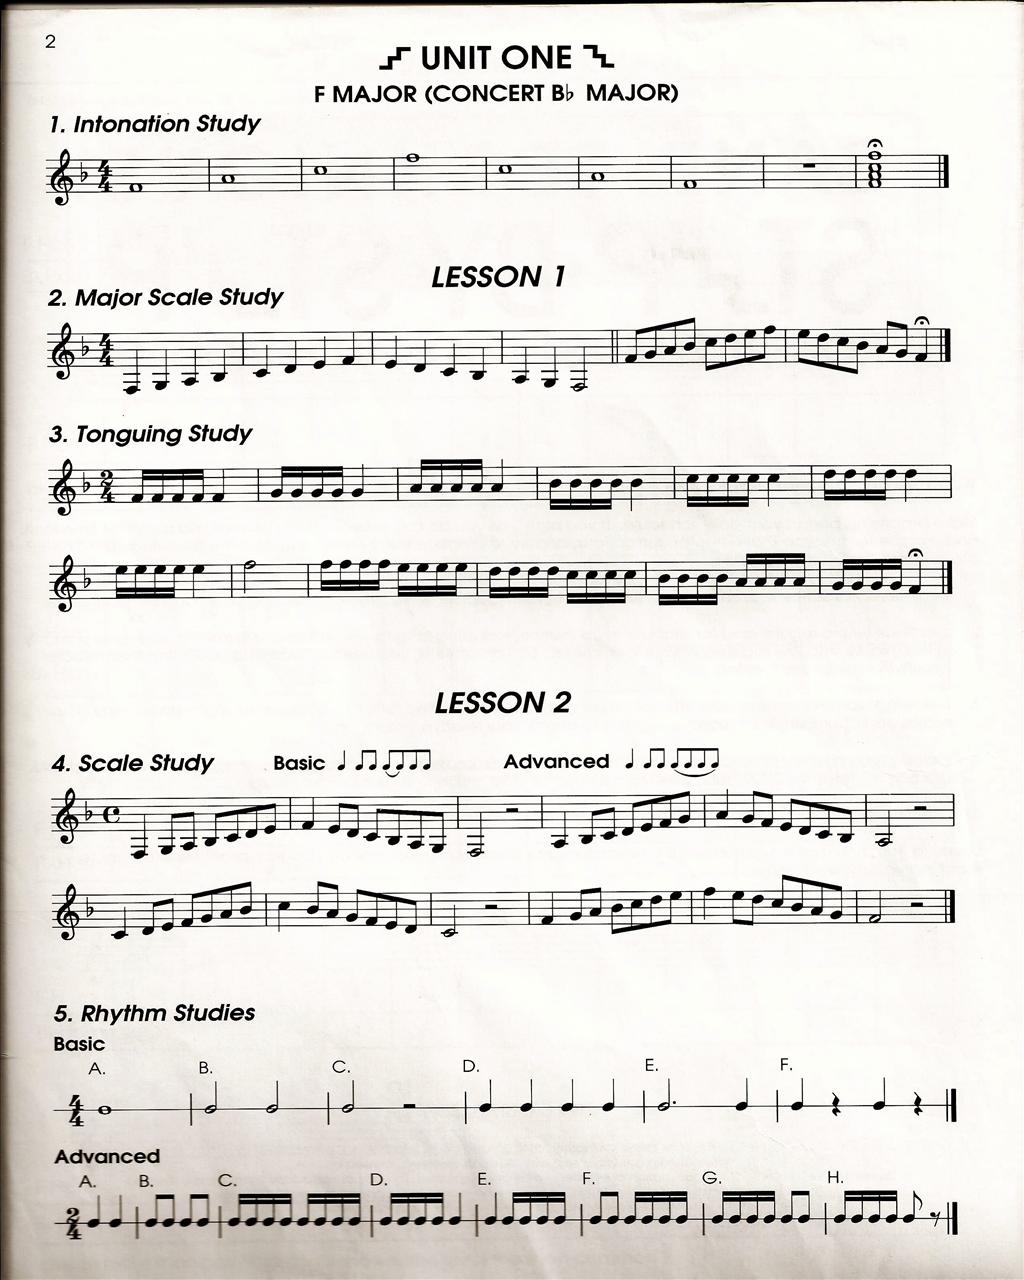 2
UNIT ONE
F MAJOR (CONCERT B♭ MAJOR)
1. Intonation Study
LESSON 1
2. Major Scale Study
3. Tonguing Study
LESSON 2
4. Scale Study Basic Advanced
5. Rhythm Studies
Basic
A. B. C. D. E. F.
Advanced
A. B. C. D. E. F. G. H.